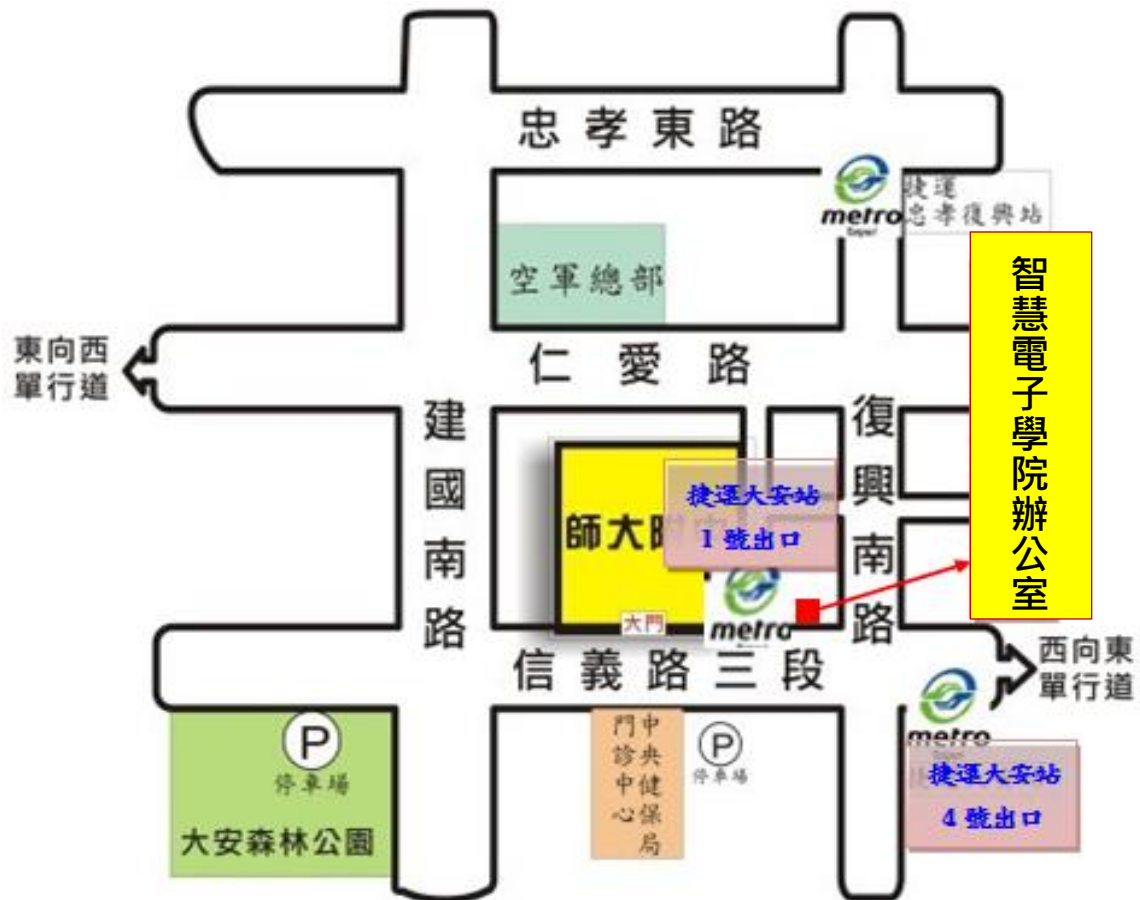 忠孝東路
metro
捷運
忠孝復興站
空軍總部
智慧電子學院辦公室
東向西
單行道
仁愛路
建國南路
復興南路
師大附中
捷運大安站
1 號出口
metro
大門
信義路三段
西向東
單行道
metro
捷運大安站
4 號出口
P
停車場
大安森林公園
中央健保局
門診中心
P
停車場